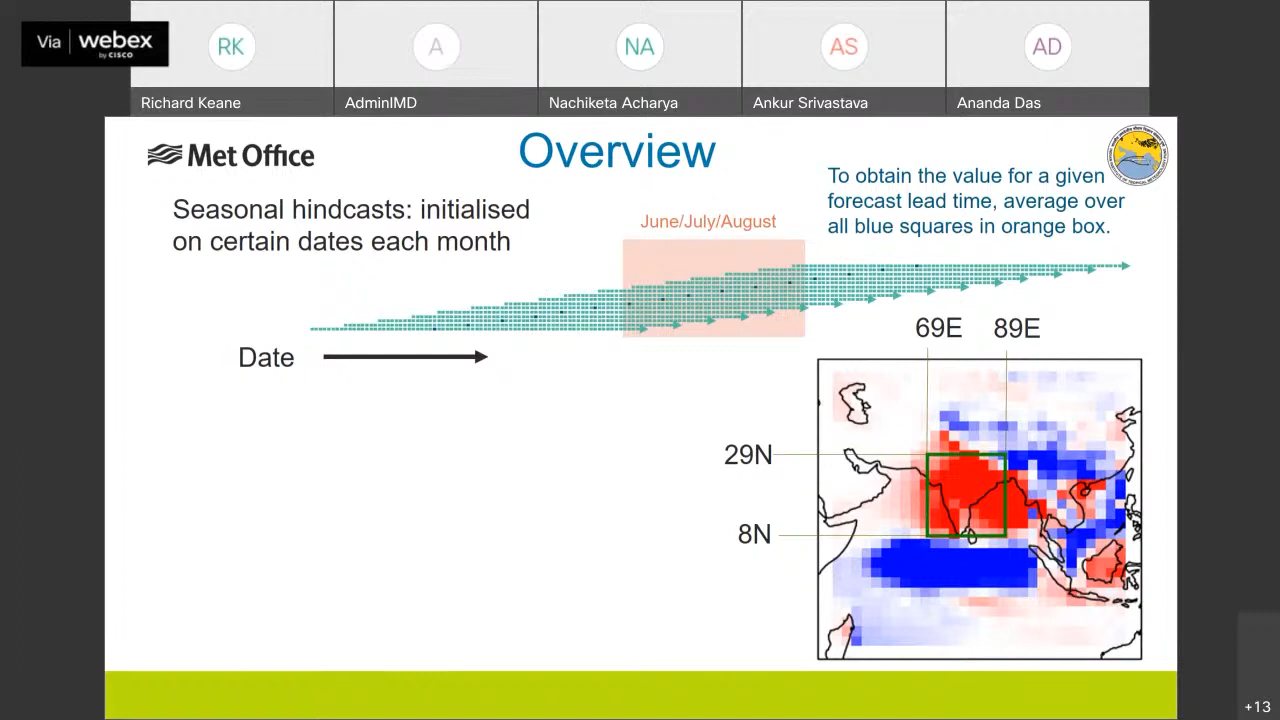 Via webex
by CISCO
RK
A
NA
AS
AD
Richard Keane
AdminIMD
Nachiketa Acharya
Ankur Srivastava
Ananda Das
Met Office
Overview
To obtain the value for a given
forecast lead time, average over
all blue squares in orange box.
Seasonal hindcasts: initialised
on certain dates each month
June/July/August
Date
69E
89E
29N
8N
+13